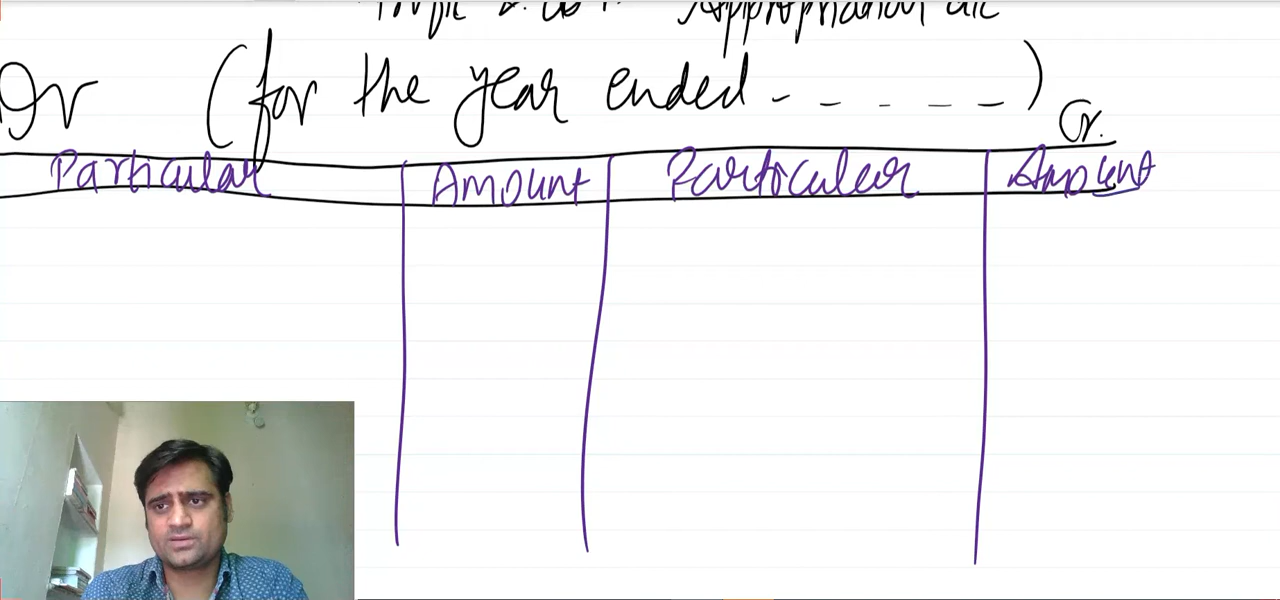 Appropriation a/c
Dr (for the year ended - - - - -) Cr.
Particular Amount Particular Amount